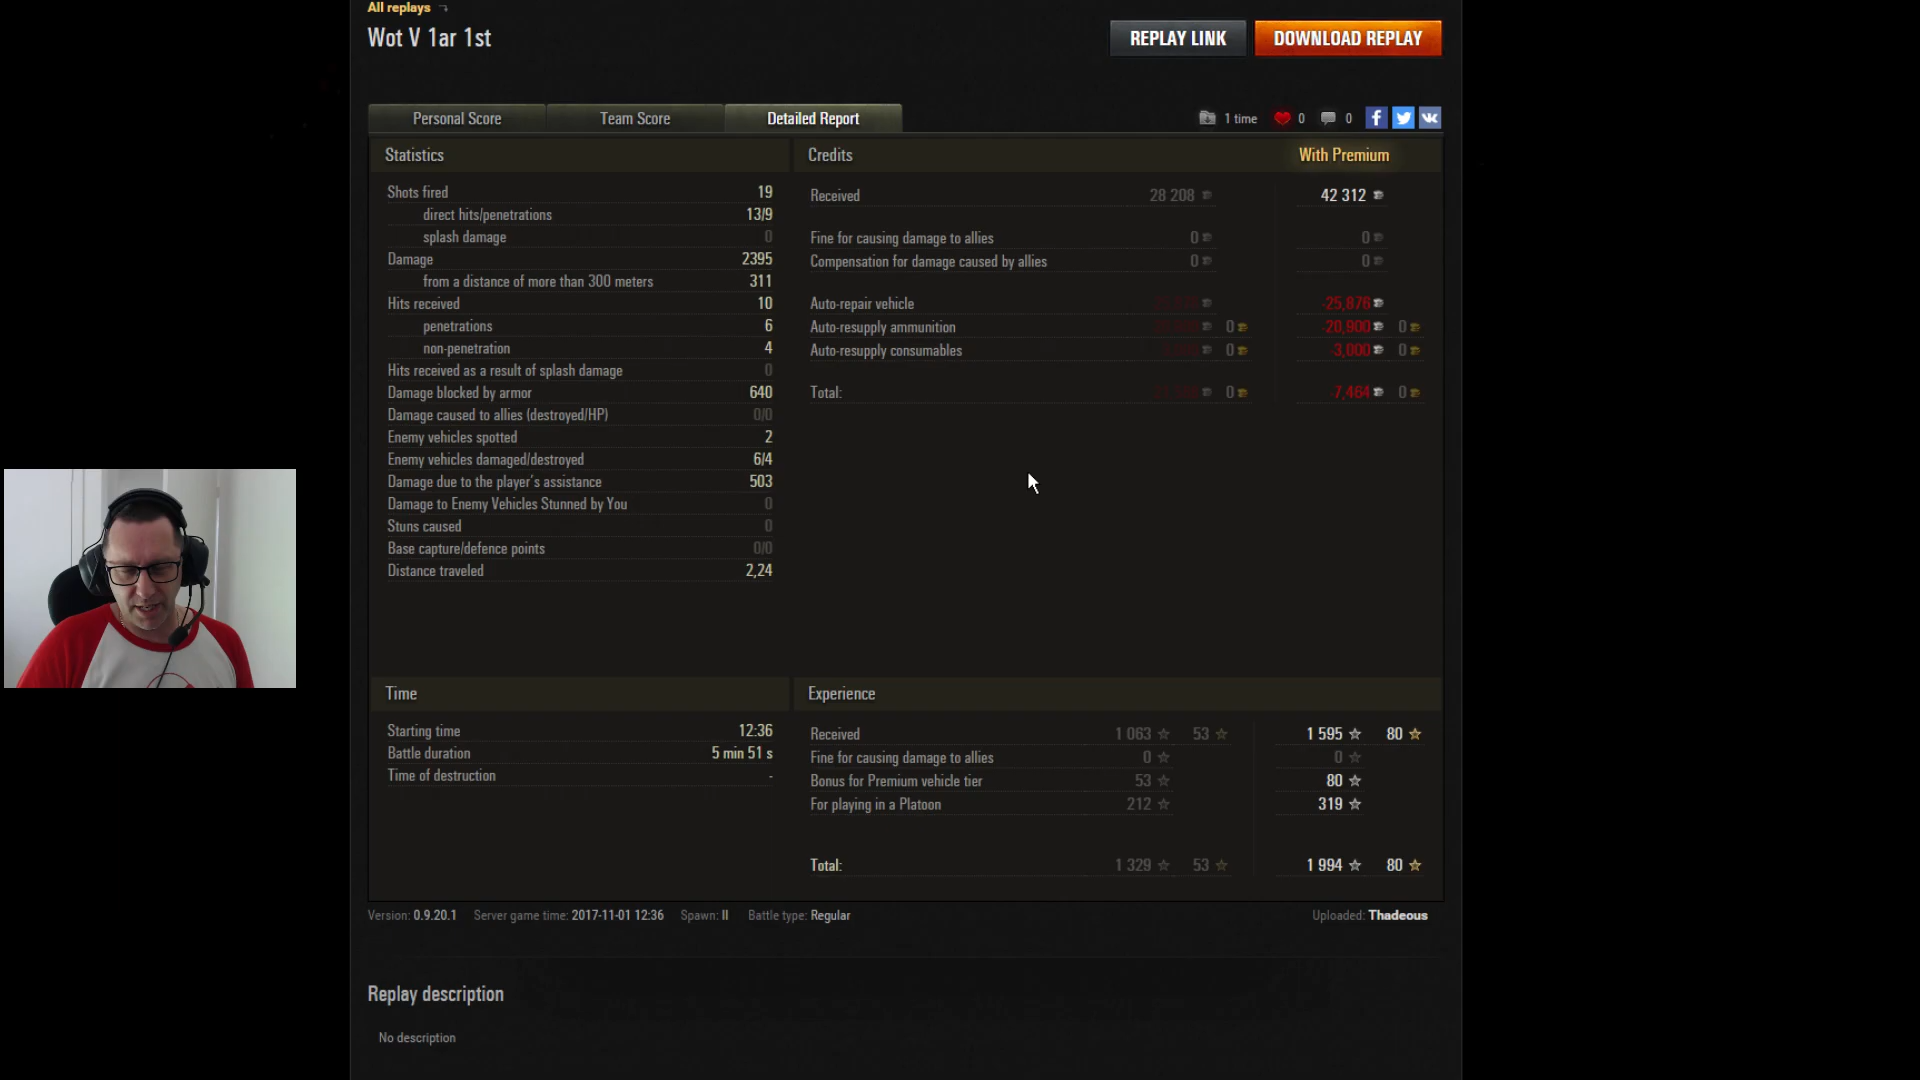 All replays
Wot V 1ar 1st
REPLAY LINK
DOWNLOAD REPLAY
Personal Score
Team Score
Detailed Report
1 time
0
0
Statistics
Shots fired 19
direct hits/penetrations 13/9
splash damage 0
Damage 2395
from a distance of more than 300 meters 311
Hits received 10
penetrations 6
non-penetration 4
Hits received as a result of splash damage 0
Damage blocked by armor 640
Damage caused to allies (destroyed/HP) 0/0
Enemy vehicles spotted 2
Enemy vehicles damaged/destroyed 6/4
Damage due to the player's assistance 503
Damage to Enemy Vehicles Stunned by You 0
Stuns caused 0
Base capture/defence points 0/0
Distance traveled 2,24
Credits With Premium
Received 28 208 42 312
Fine for causing damage to allies 0 0
Compensation for damage caused by allies 0 0
Auto-repair vehicle -25,876
Auto-resupply ammunition 0 -20,900 0
Auto-resupply consumables 0 -3,000 0
Total: 0 -7,464 0
Time
Starting time 12:36
Battle duration 5 min 51 s
Time of destruction -
Experience
Received 1 063 53 1 595 80
Fine for causing damage to allies 0 0
Bonus for Premium vehicle tier 53 80
For playing in a Platoon 212 319
Total: 1 329 53 1 994 80
Version: 0.9.20.1 Server game time: 2017-11-01 12:36 Spawn: II Battle type: Regular
Uploaded: Thadeous
Replay description
No description